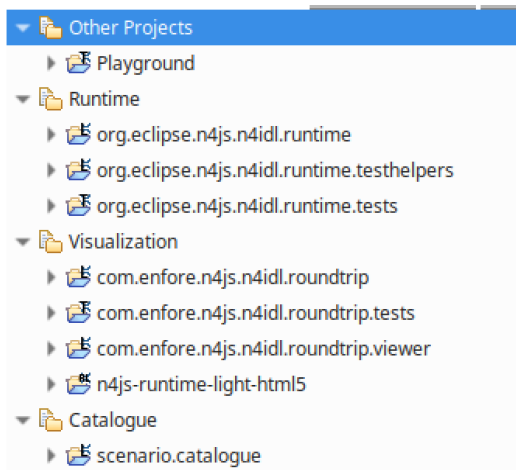 Other Projects
Playground
Runtime
org.eclipse.n4js.n4idl.runtime
org.eclipse.n4js.n4idl.runtime.testhelpers
org.eclipse.n4js.n4idl.runtime.tests
Visualization
com.enfore.n4js.n4idl.roundtrip
com.enfore.n4js.n4idl.roundtrip.tests
com.enfore.n4js.n4idl.roundtrip.viewer
n4js-runtime-light-html5
Catalogue
scenario.catalogue